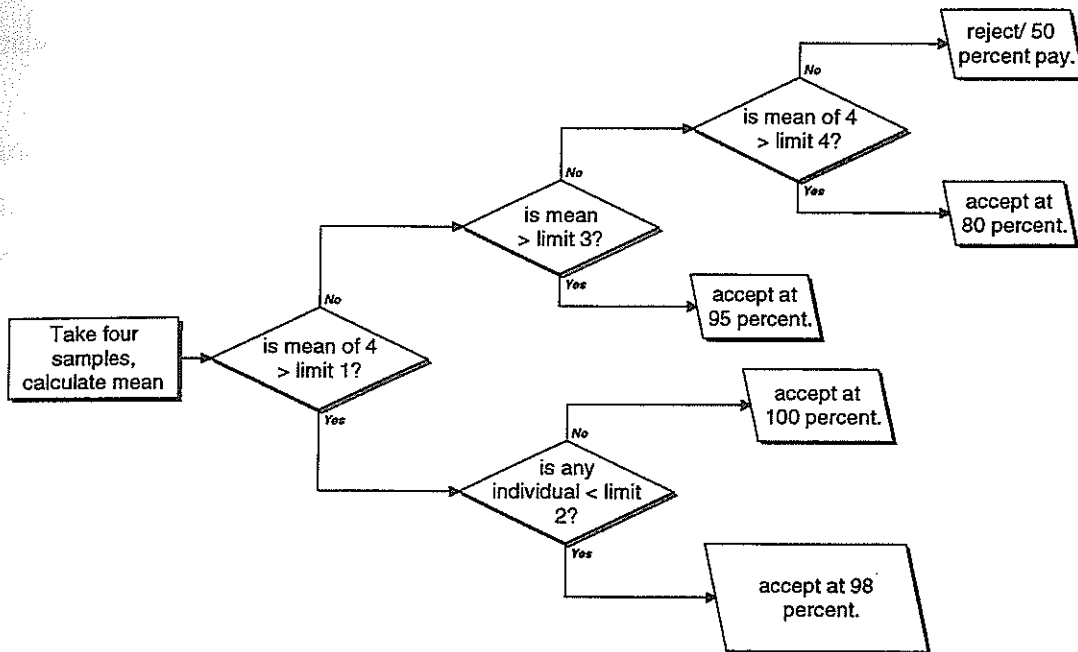 reject/ 50
percent pay.
No
is mean of 4
> limit 4?
Yes
accept at
80 percent.
No
is mean
> limit 3?
Yes
accept at
95 percent.
No
Take four
samples,
calculate mean
is mean of 4
> limit 1?
Yes
accept at
100 percent.
No
is any
individual < limit
2?
Yes
accept at 98
percent.